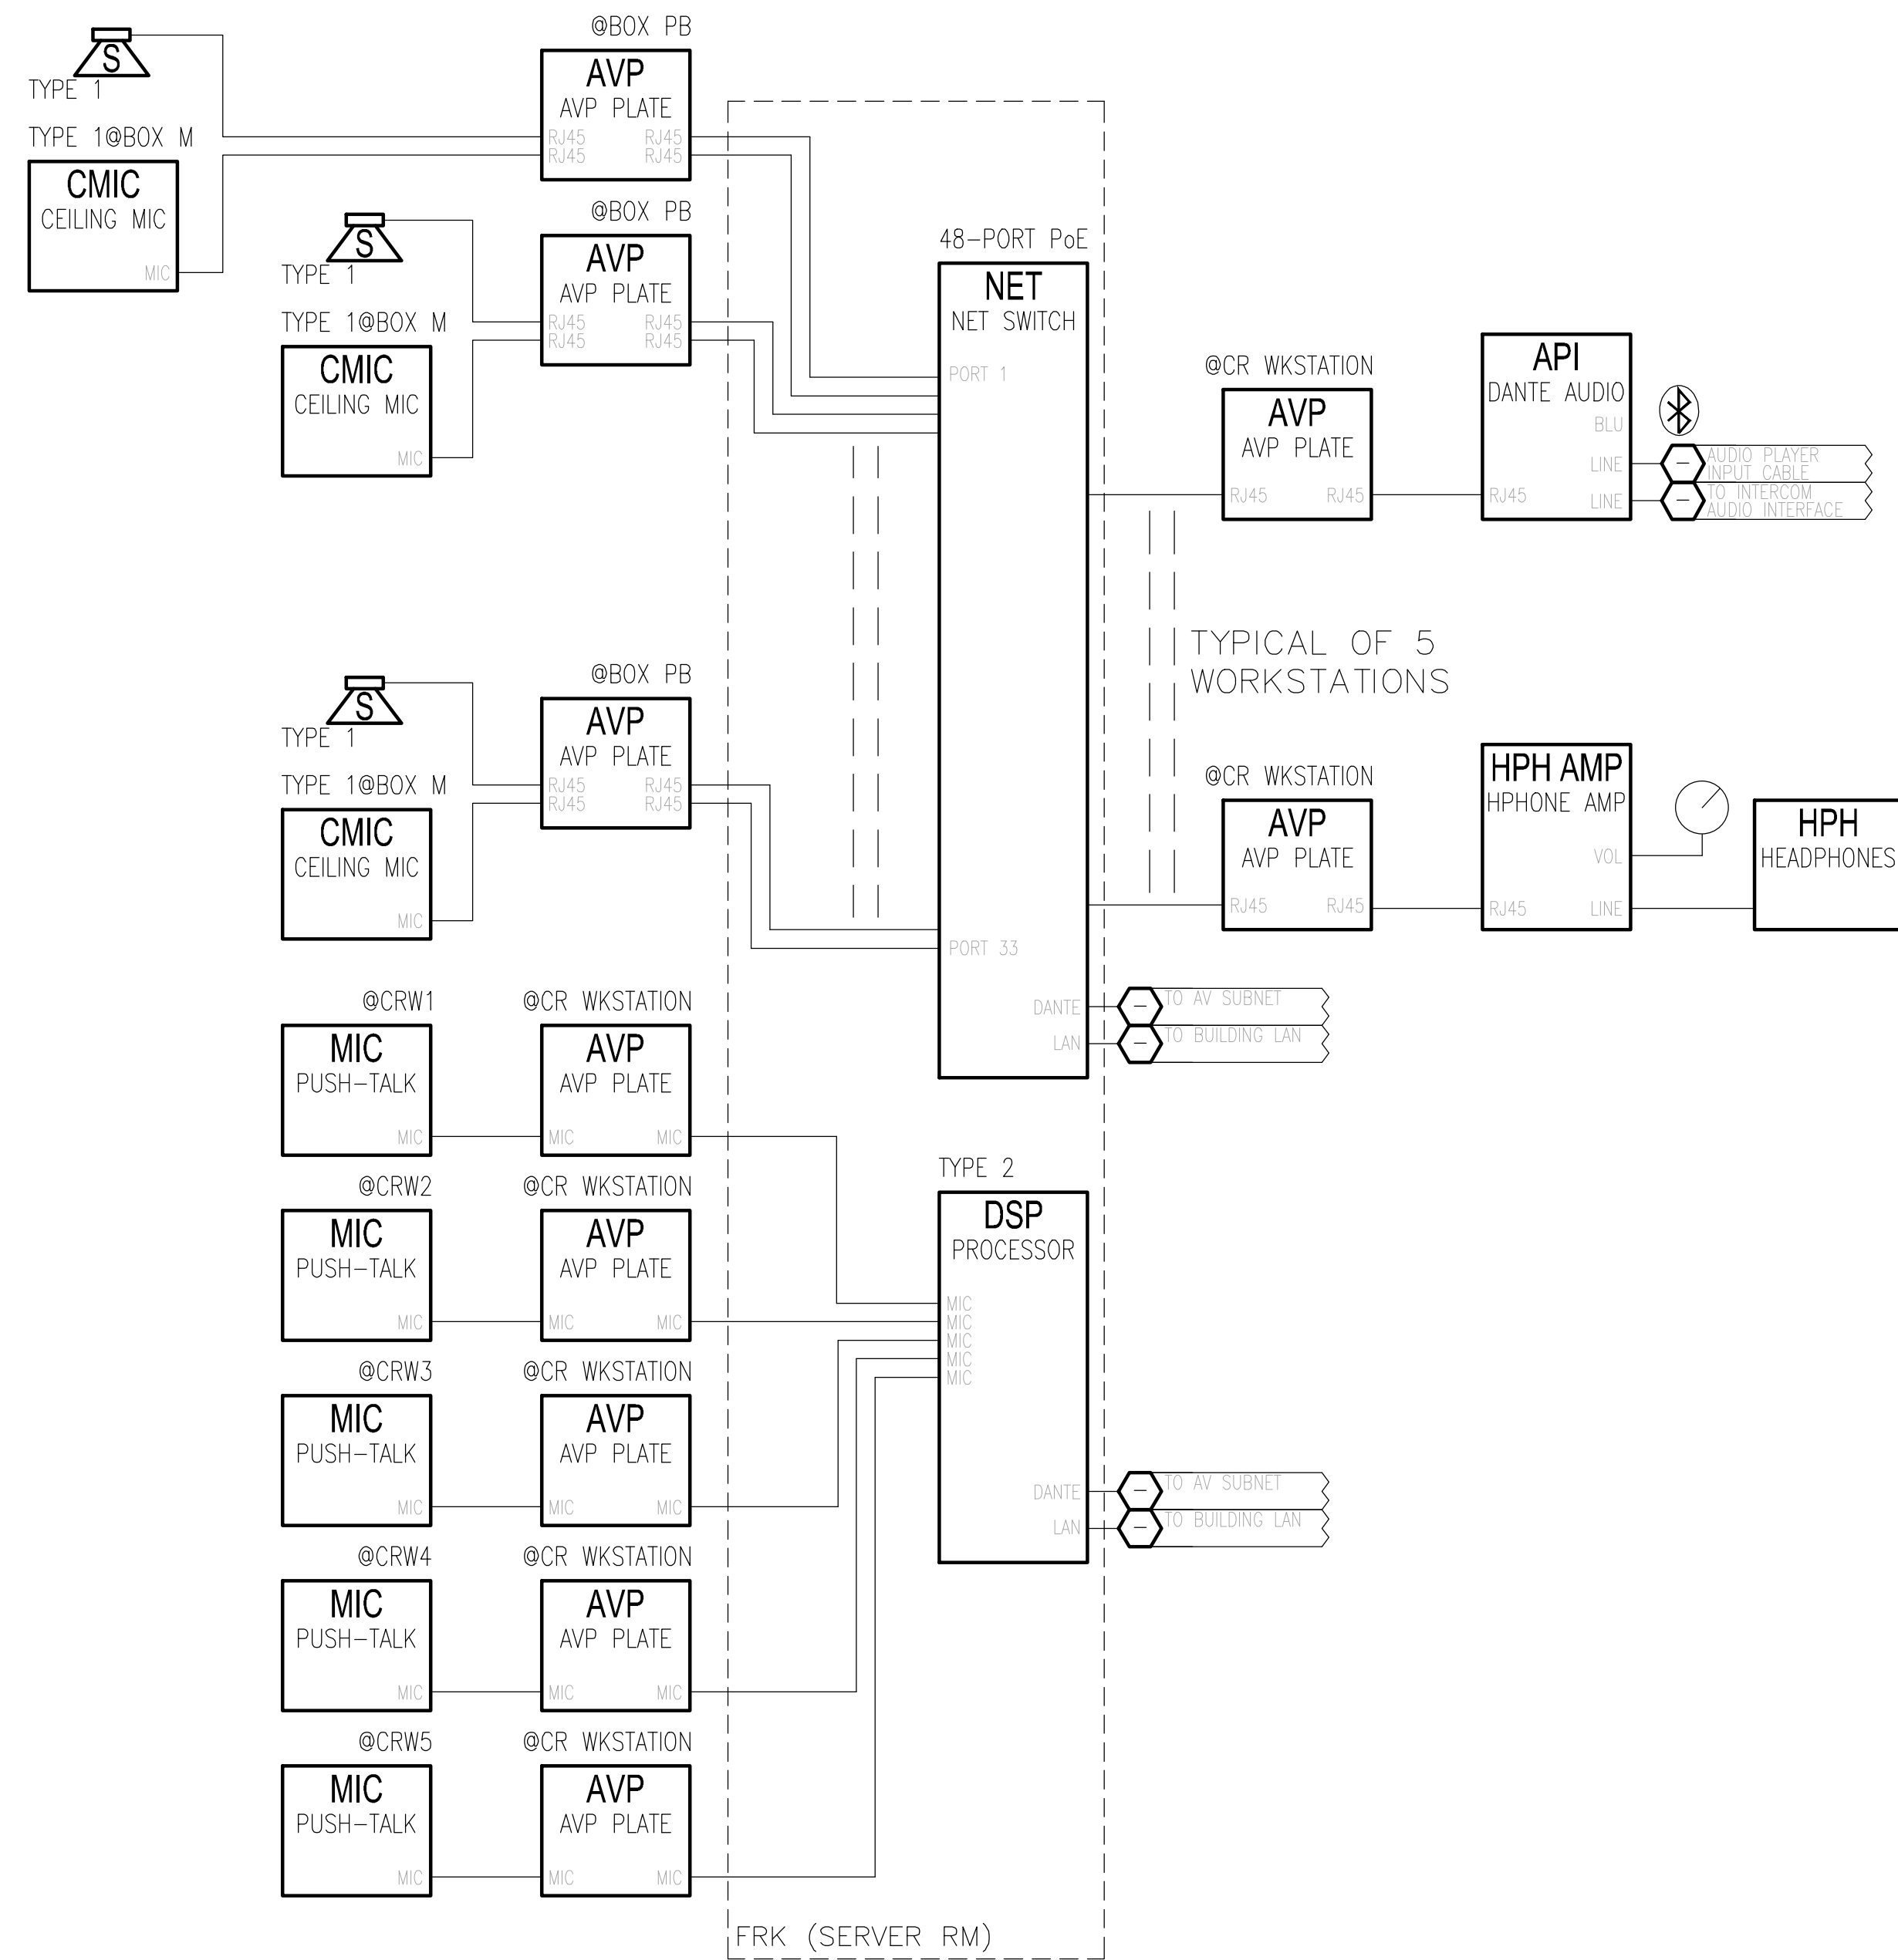 @BOX PB
S
TYPE 1
AVP
AVP PLATE
RJ45 RJ45
RJ45 RJ45
TYPE 1@BOX M
CMIC
CEILING MIC
MIC
@BOX PB
S
TYPE 1
AVP
AVP PLATE
RJ45 RJ45
RJ45 RJ45
TYPE 1@BOX M
CMIC
CEILING MIC
MIC
@BOX PB
S
TYPE 1
AVP
AVP PLATE
RJ45 RJ45
RJ45 RJ45
TYPE 1@BOX M
CMIC
CEILING MIC
MIC
48-PORT PoE
NET
NET SWITCH
PORT 1
PORT 33
DANTE
LAN
TO AV SUBNET
TO BUILDING LAN
@CR WKSTATION
AVP
AVP PLATE
RJ45 RJ45
API
DANTE AUDIO
BLU
LINE
RJ45 LINE
AUDIO PLAYER
INPUT CABLE
TO INTERCOM
AUDIO INTERFACE
TYPICAL OF 5
WORKSTATIONS
@CR WKSTATION
AVP
AVP PLATE
RJ45 RJ45
HPH AMP
HPHONE AMP
VOL
RJ45 LINE
HPH
HEADPHONES
@CRW1
MIC
PUSH-TALK
MIC
@CR WKSTATION
AVP
AVP PLATE
MIC MIC
@CRW2
MIC
PUSH-TALK
MIC
@CR WKSTATION
AVP
AVP PLATE
MIC MIC
@CRW3
MIC
PUSH-TALK
MIC
@CR WKSTATION
AVP
AVP PLATE
MIC MIC
@CRW4
MIC
PUSH-TALK
MIC
@CR WKSTATION
AVP
AVP PLATE
MIC MIC
@CRW5
MIC
PUSH-TALK
MIC
@CR WKSTATION
AVP
AVP PLATE
MIC MIC
TYPE 2
DSP
PROCESSOR
MIC
MIC
MIC
MIC
MIC
DANTE
LAN
TO AV SUBNET
TO BUILDING LAN
FRK (SERVER RM)